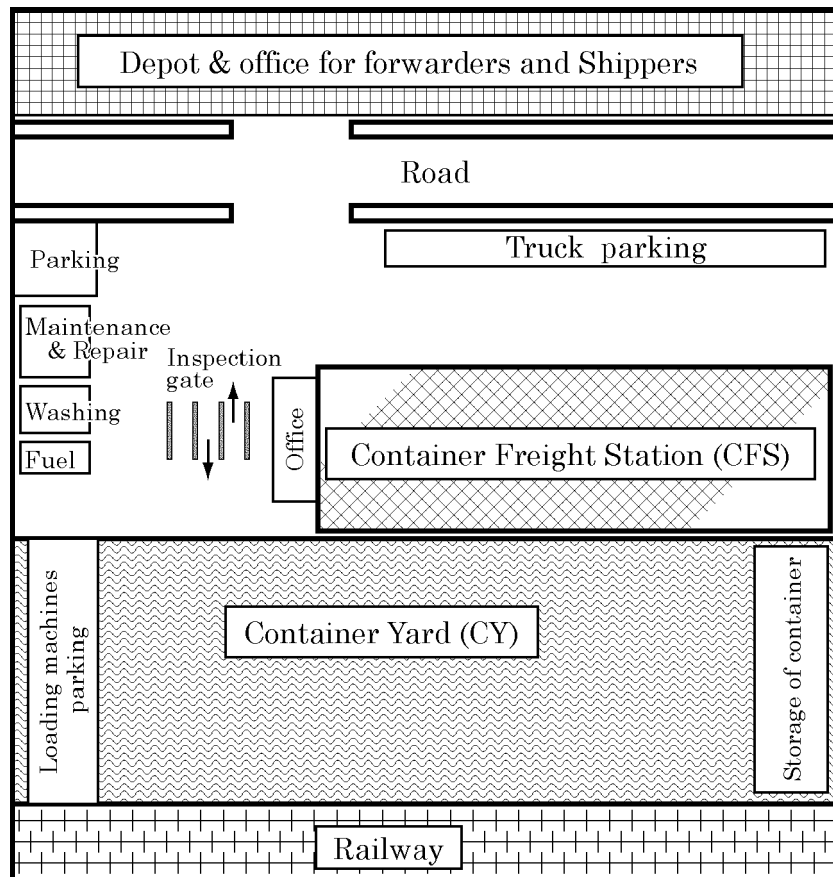 Depot & office for forwarders and Shippers
Road
Parking
Truck parking
Maintenance
& Repair
Inspection
gate
Washing
Fuel
Office
Container Freight Station (CFS)
Loading machines
parking
Container Yard (CY)
Storage of container
Railway